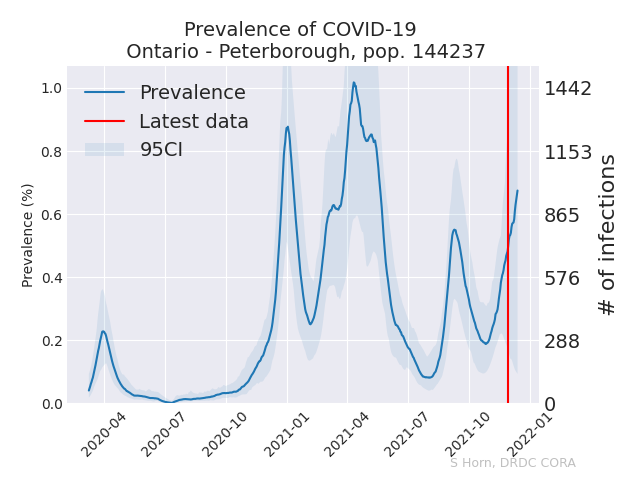 Prevalence of COVID-19
Ontario - Peterborough, pop. 144237
Prevalence
Latest data
95CI
Prevalence (%)
1.0
0.8
0.6
0.4
0.2
0.0
1442
1153
865
576
288
0
# of infections
2020-04
2020-07
2020-10
2021-01
2021-04
2021-07
2021-10
2022-01
S Horn, DRDC CORA